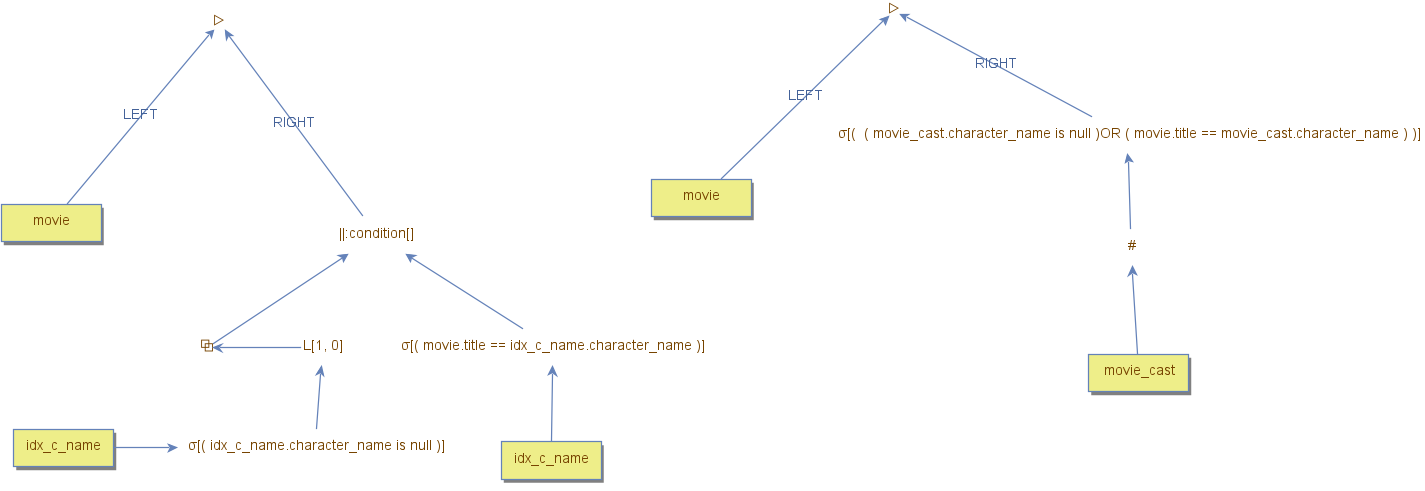 ▷
LEFT
RIGHT
movie
||:condition[]
L[1, 0]
σ[( movie.title == idx_c_name.character_name )]
idx_c_name
σ[( idx_c_name.character_name is null )]
idx_c_name
▷
LEFT
RIGHT
σ[(  ( movie_cast.character_name is null )OR ( movie.title == movie_cast.character_name ) )]
movie
#
movie_cast